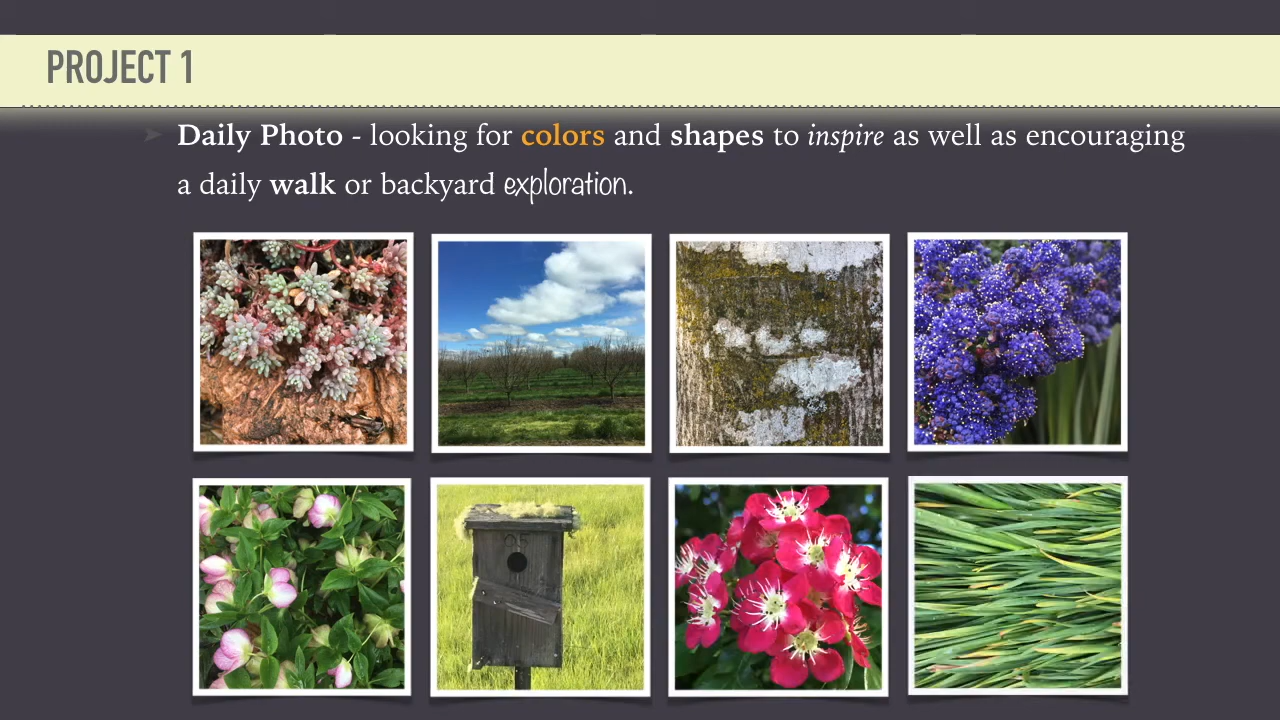 PROJECT 1
Daily Photo - looking for colors and shapes to inspire as well as encouraging
a daily walk or backyard exploration.